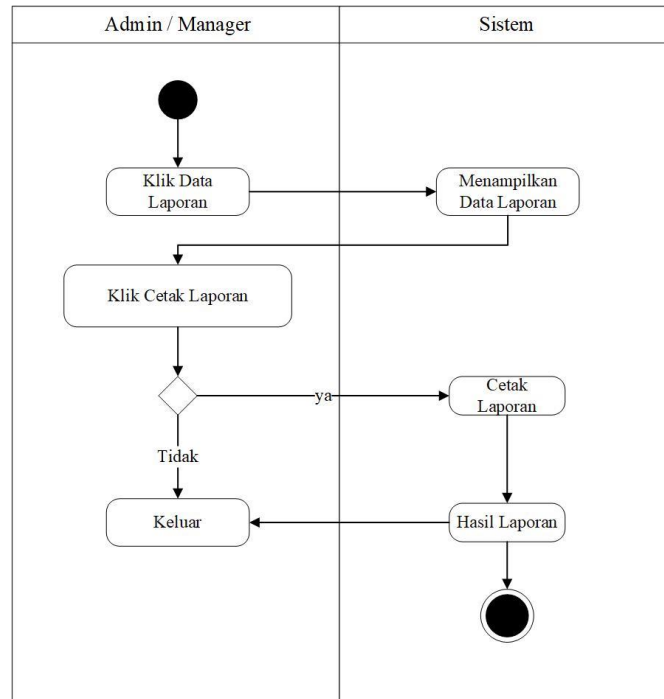 Admin / Manager
Sistem
Klik Data
Laporan
Menampilkan
Data Laporan
Klik Cetak Laporan
ya
Cetak
Laporan
Tidak
Keluar
Hasil Laporan